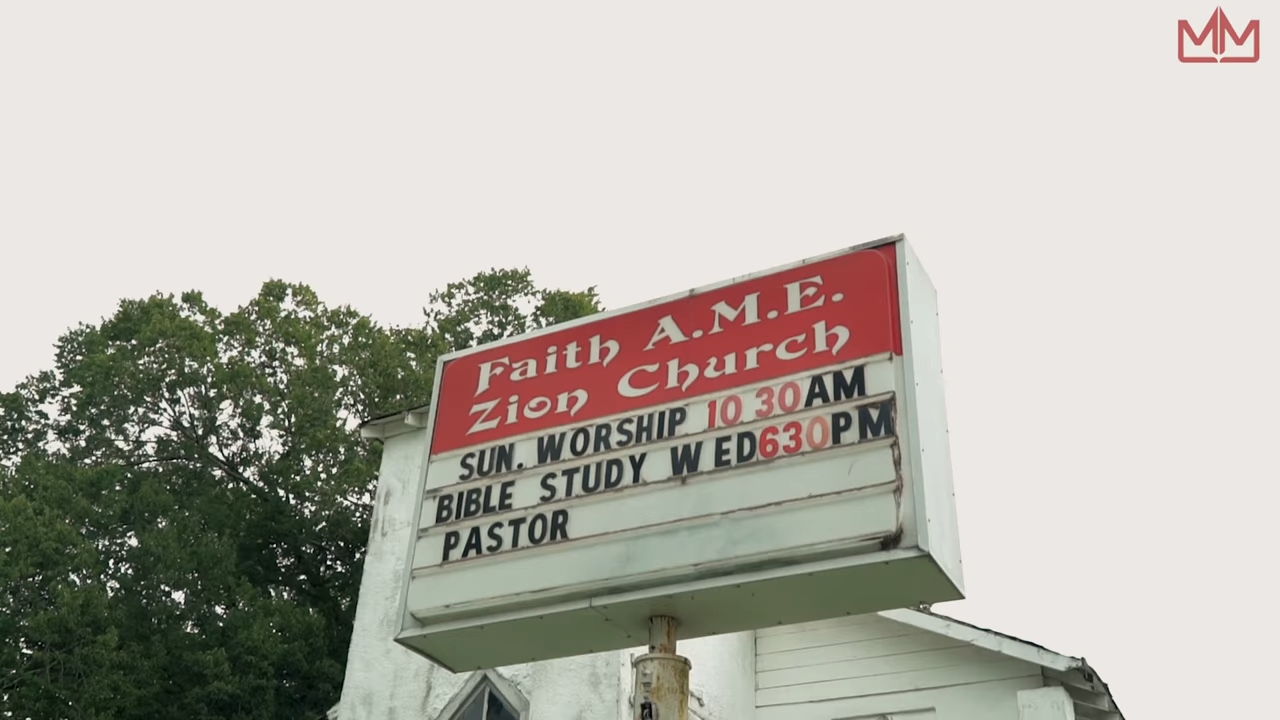 Faith A.M.E.
Zion Church
SUN. WORSHIP 10 30AM
BIBLE STUDY WED630PM
PASTOR